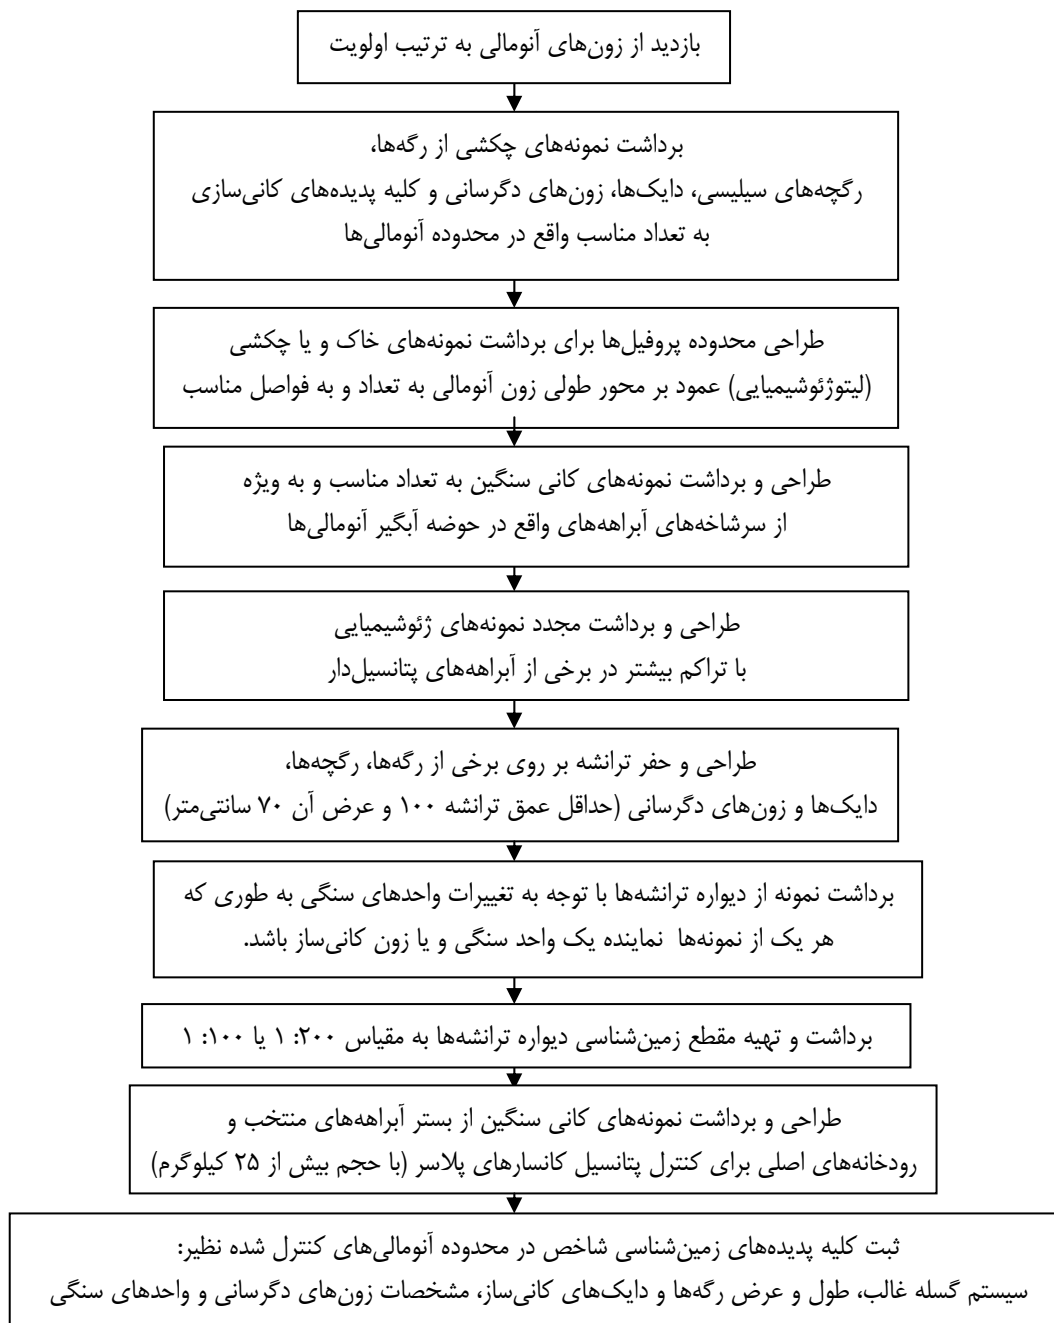 بازدید از زون‌های آنومالی به ترتیب اولویت
برداشت نمونه‌های چکشی از رگه‌ها،
رگچه‌های سیلیسی، دایک‌ها، زون‌های دگرسانی و کلیه پدیده‌های کانی‌سازی
به تعداد مناسب واقع در محدوده آنومالی‌ها
طراحی محدوده پروفیل‌ها برای برداشت نمونه‌های خاک و یا چکشی
(لیتوژئوشیمیایی) عمود بر محور طولی زون آنومالی به تعداد و به فواصل مناسب
طراحی و برداشت نمونه‌های کانی سنگین به تعداد مناسب و به ویژه
از سرشاخه‌های آبراهه‌های واقع در حوضه آبگیر آنومالی‌ها
طراحی و برداشت مجدد نمونه‌های ژئوشیمیایی
با تراکم بیشتر در برخی از آبراهه‌های پتانسیل‌دار
طراحی و حفر ترانشه بر روی برخی از رگه‌ها، رگچه‌ها،
دایک‌ها و زون‌های دگرسانی (حداقل عمق ترانشه ۱۰۰ و عرض آن ۷۰ سانتی‌متر)
برداشت نمونه از دیواره ترانشه‌ها با توجه به تغییرات واحدهای سنگی به طوری که
هر یک از نمونه‌ها نماینده یک واحد سنگی و یا زون کانی‌ساز باشد.
برداشت و تهیه مقطع زمین‌شناسی دیواره ترانشه‌ها به مقیاس ۲۰۰: ۱ یا ۱۰۰: ۱
طراحی و برداشت نمونه‌های کانی سنگین از بستر آبراهه‌های منتخب و
رودخانه‌های اصلی برای کنترل پتانسیل کانسارهای پلاسر (با حجم بیش از ۲۵ کیلوگرم)
ثبت کلیه پدیده‌های زمین‌شناسی شاخص در محدوده آنومالی‌های کنترل شده نظیر:
سیستم گسله غالب، طول و عرض رگه‌ها و دایک‌های کانی‌ساز، مشخصات زون‌های دگرسانی و واحدهای سنگی